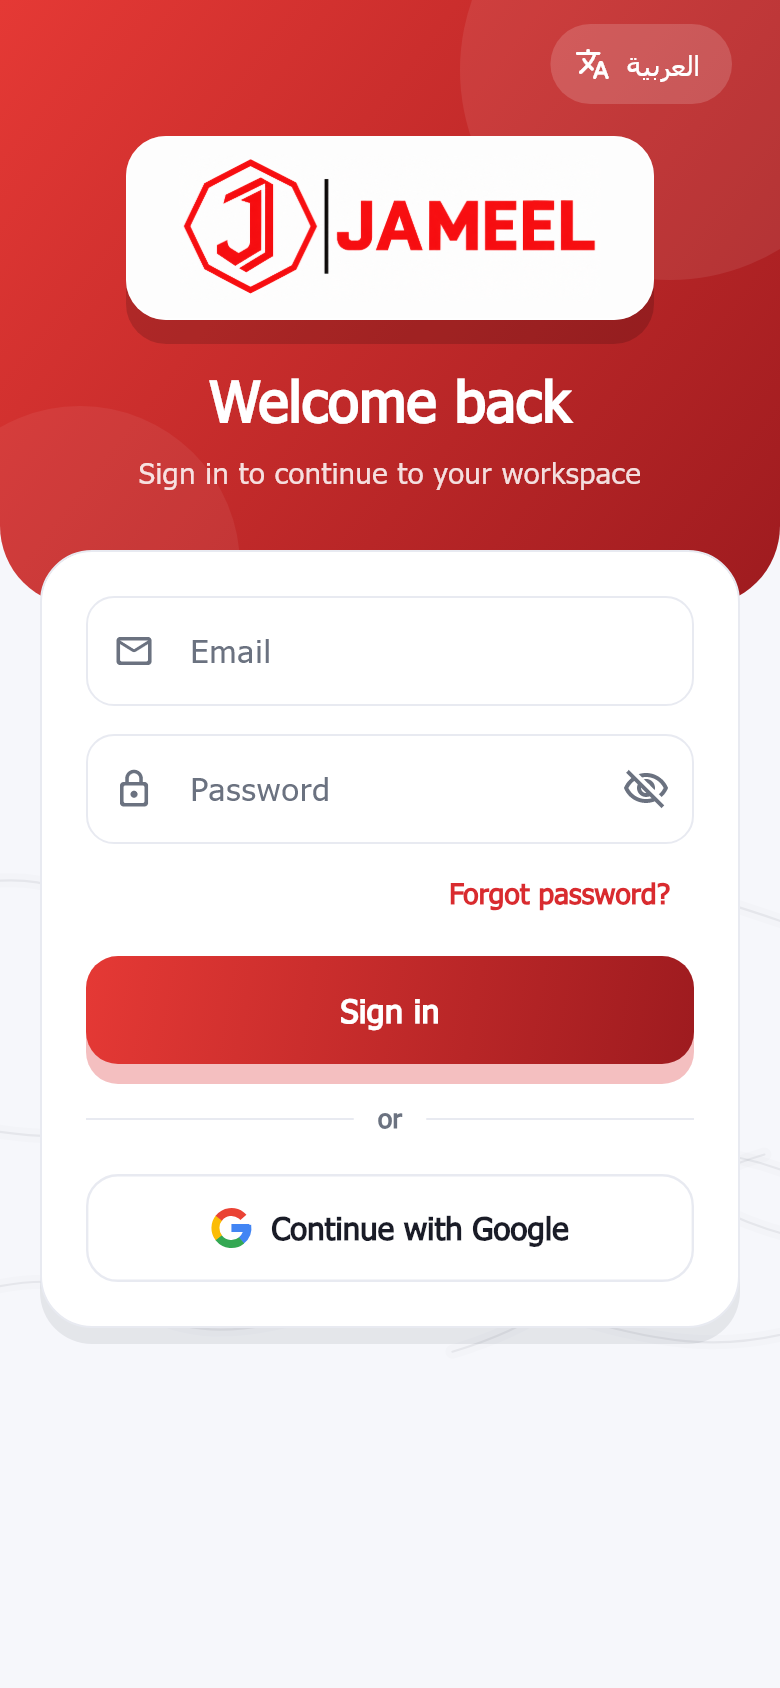 العربية
JAMEEL
Welcome back
Sign in to continue to your workspace
Email
Password
Forgot password?
Sign in
or
Continue with Google